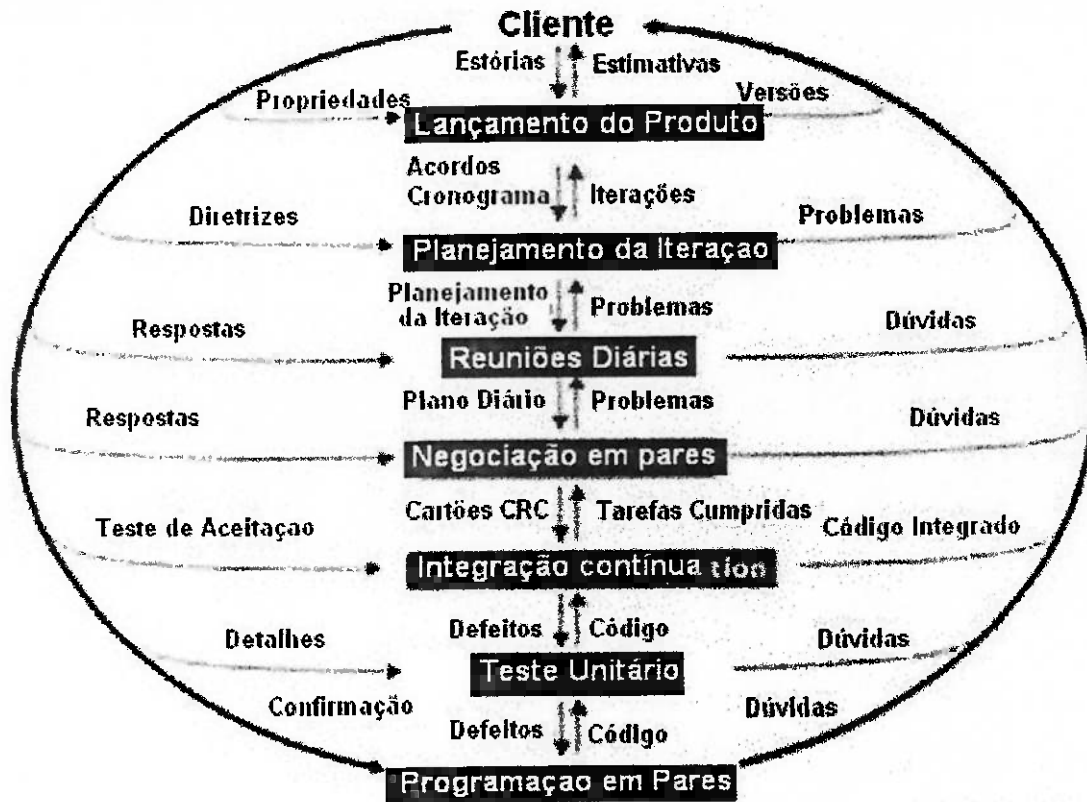 Cliente
Estórias Estimativas
Propriedades Versões
Lançamento do Produto
Acordos
Cronograma Iterações
Diretrizes Problemas
Planejamento da Iteraçao
Planejamento
da Iteração Problemas
Respostas Dúvidas
Reuniões Diárias
Plano Diário Problemas
Respostas Dúvidas
Negociação em pares
Cartões CRC Tarefas Cumpridas
Teste de Aceitaçao Código Integrado
Integração contínua tion
Defeitos Código
Detalhes Dúvidas
Teste Unitário
Confirmação Dúvidas
Defeitos Código
Programaçao em Pares